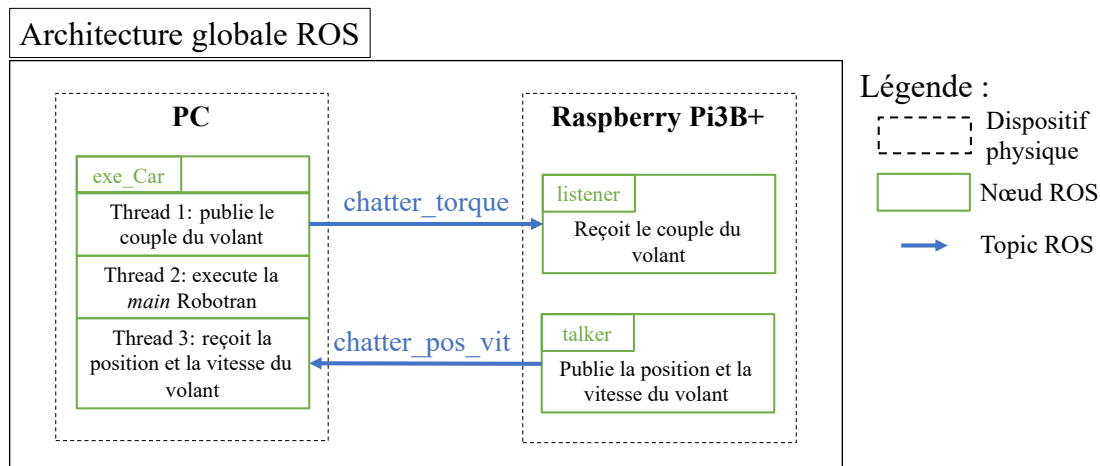 Architecture globale ROS
PC
exe_Car
Thread 1: publie le
couple du volant
Thread 2: execute la
main Robotran
Thread 3: reçoit la
position et la vitesse du
volant
chatter_torque
chatter_pos_vit
Raspberry Pi3B+
listener
Reçoit le couple du
volant
talker
Publie la position et la
vitesse du volant
Légende :
Dispositif
physique
Nœud ROS
Topic ROS